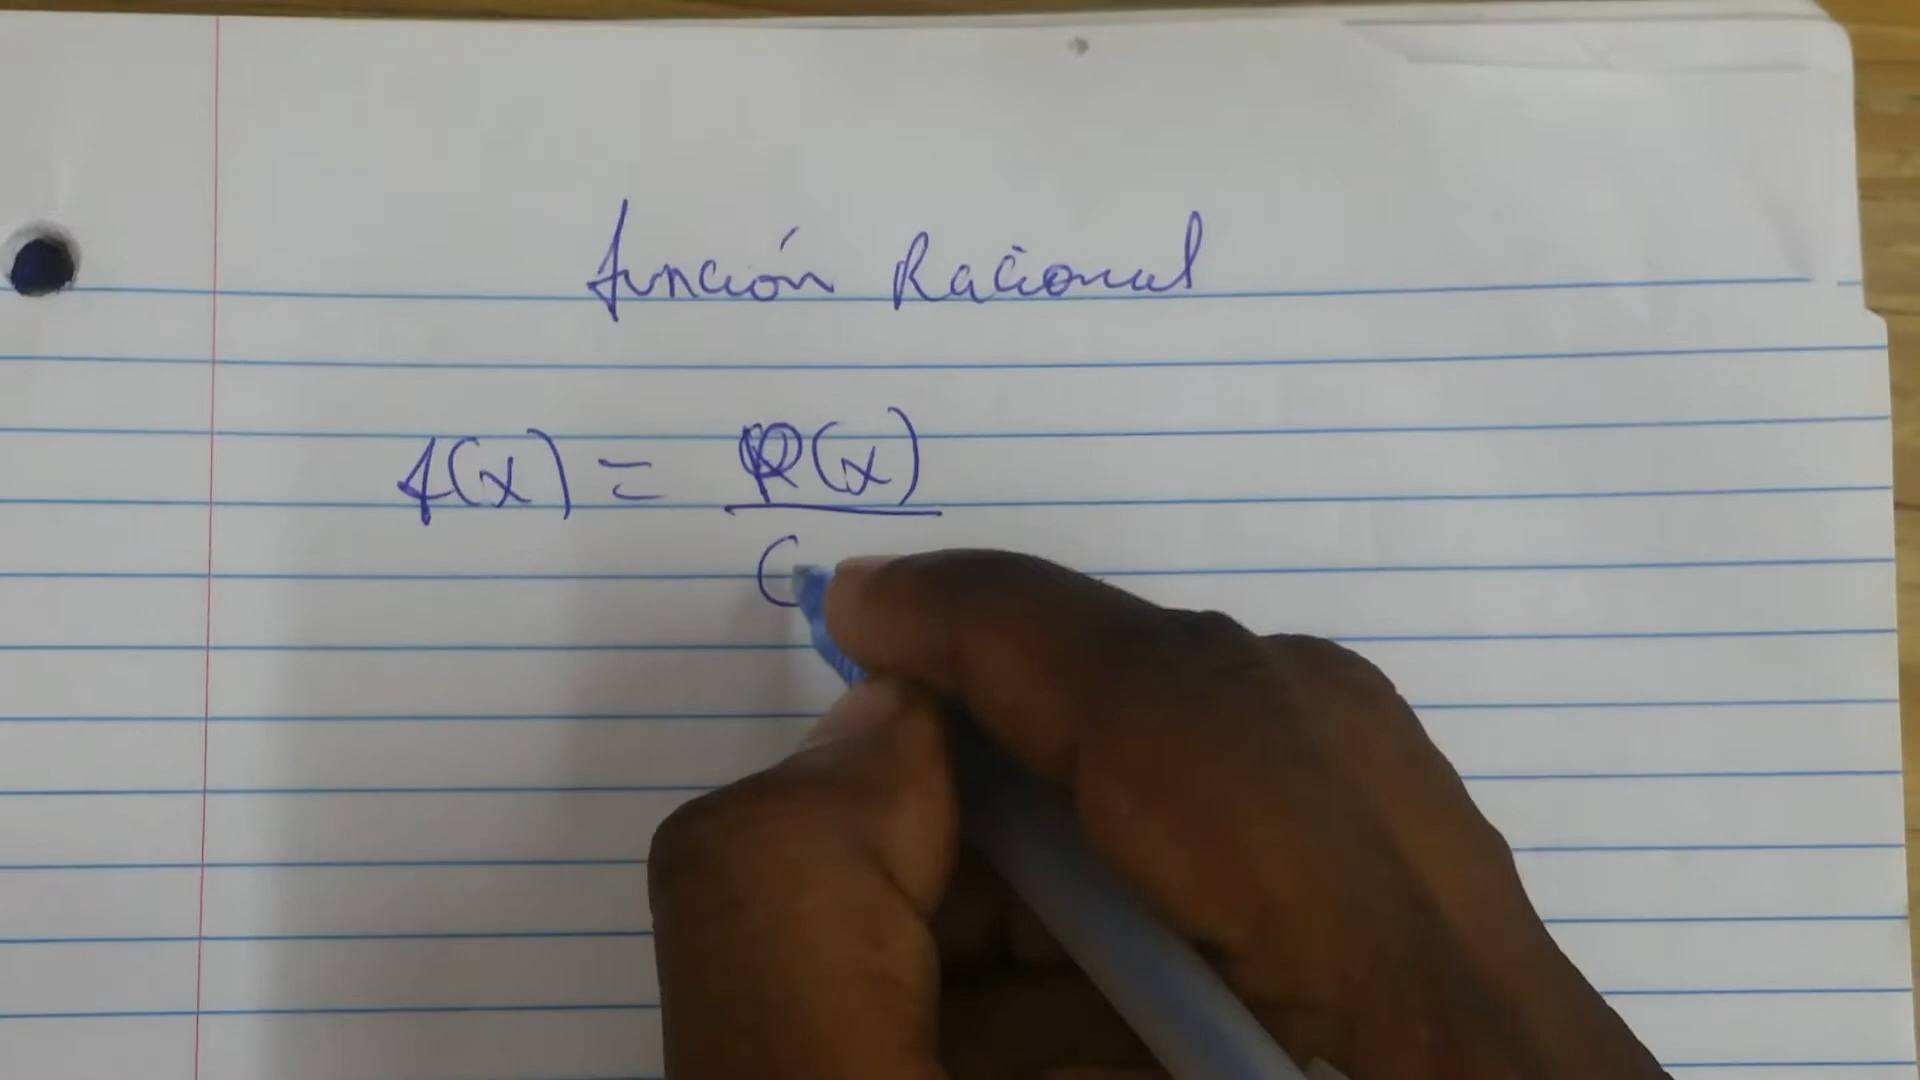 función Racional
f(x) = P(x)